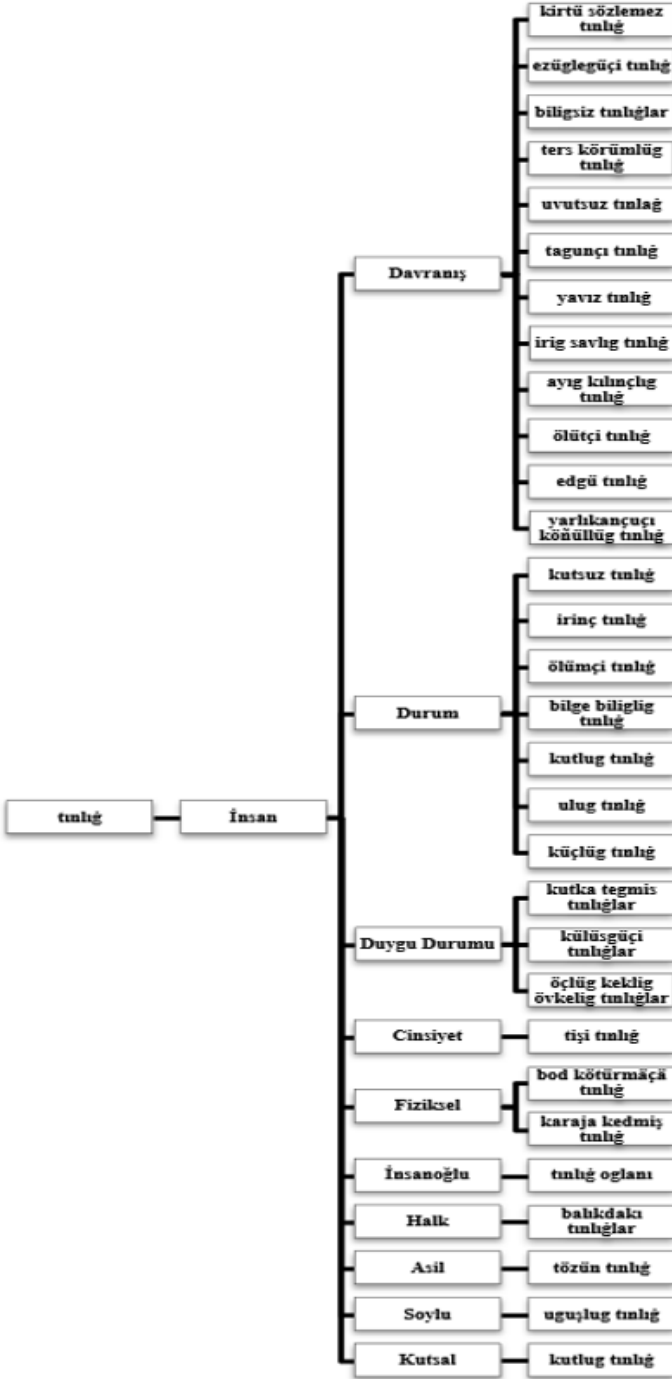 tınlıġ
İnsan
Davranış
kirtü sözlemez
tınlıġ
ezüglegüçi tınlıġ
biligsiz tınlıġlar
ters körümlüg
tınlıġ
uvutsuz tınlaġ
tagunçı tınlıġ
yavız tınlıġ
irig savlıg tınlıġ
ayıg kılınçlıg
tınlıġ
ölütçi tınlıġ
edgü tınlıġ
yarlıkançuçı
köñüllüg tınlıġ
Durum
kutsuz tınlıġ
irinç tınlıġ
ölümçi tınlıġ
bilge biliglig
tınlıġ
kutlug tınlıġ
ulug tınlıġ
küçlüg tınlıġ
Duygu Durumu
kutka tegmis
tınlıġlar
külüsgüçi
tınlıġlar
öçlüg keklig
övkelig tınlıġlar
Cinsiyet
tişi tınlıġ
Fiziksel
bod kötürmäçä
tınlıġ
karaja kedmiş
tınlıġ
İnsanoğlu
tınlıġ oglanı
Halk
balıkdakı
tınlıġlar
Asil
tözün tınlıġ
Soylu
uguşlug tınlıġ
Kutsal
kutlug tınlıġ